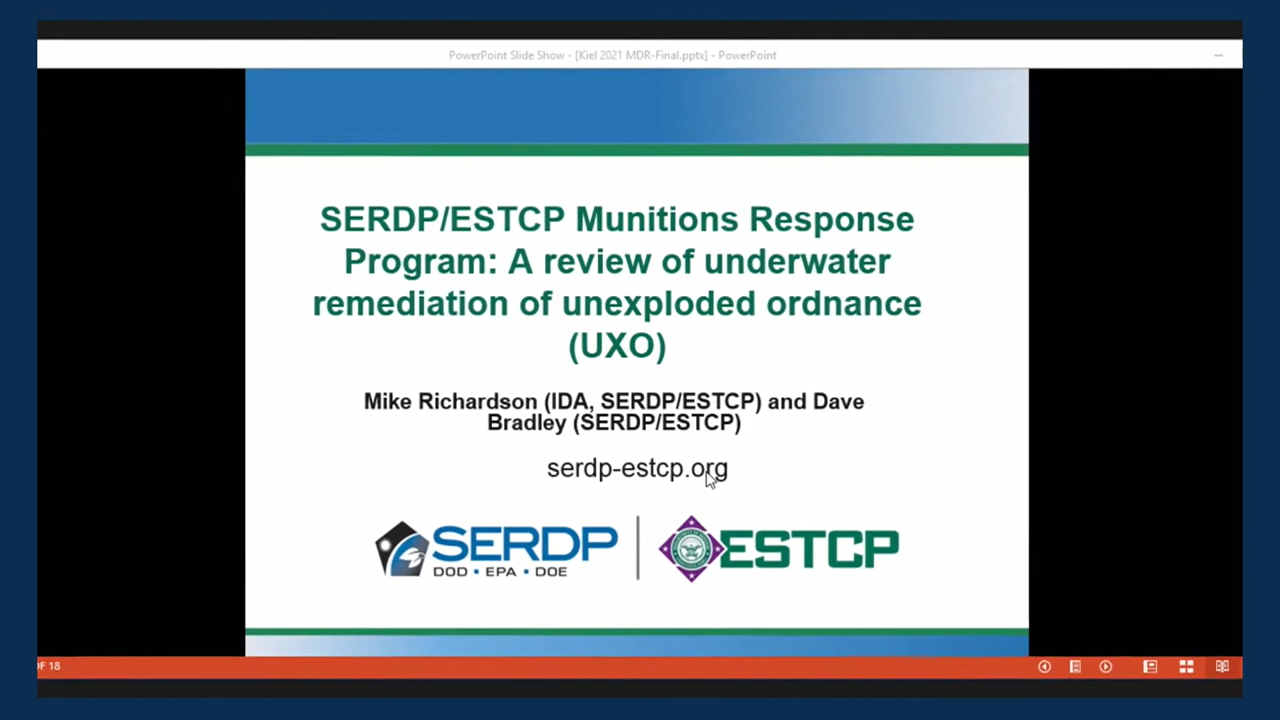 PowerPoint Slide Show - [Kiel 2021 MDR-Final.pptx] - PowerPoint
SERDP/ESTCP Munitions Response
Program: A review of underwater
remediation of unexploded ordnance
(UXO)
Mike Richardson (IDA, SERDP/ESTCP) and Dave
Bradley (SERDP/ESTCP)
serdp-estcp.org
SERDP
DOD • EPA • DOE
ESTCP
OF 18